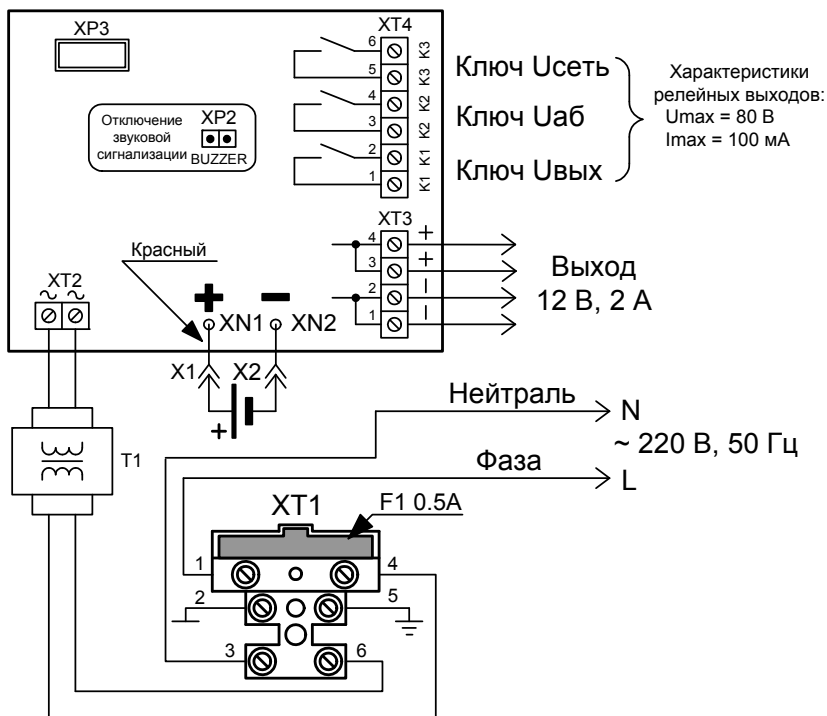 XP3
XT4
6
K3
5
K3
4
K2
3
K2
2
K1
1
K1
Ключ Uсеть
Ключ Uаб
Ключ Uвых
Характеристики
релейных выходов:
Umax = 80 В
Imax = 100 мА
Отключение
звуковой
сигнализации
XP2
BUZZER
XT3
4
+
3
+
2
–
1
–
Выход
12 В, 2 А
Красный
XT2
~ ~
+ –
XN1
XN2
X1
X2
+
T1
Нейтраль
N
~ 220 В, 50 Гц
Фаза
L
XT1
F1 0.5A
1
4
2
5
3
6